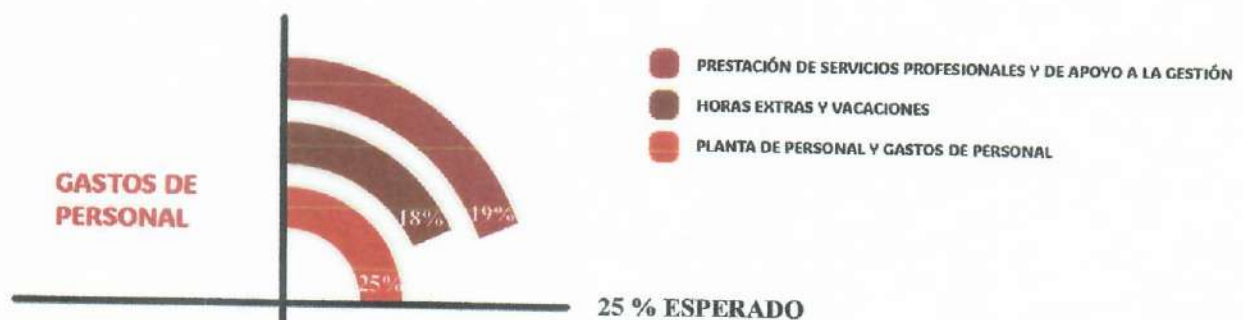 PRESTACIÓN DE SERVICIOS PROFESIONALES Y DE APOYO A LA GESTIÓN
HORAS EXTRAS Y VACACIONES
PLANTA DE PERSONAL Y GASTOS DE PERSONAL
GASTOS DE
PERSONAL
18%
19%
25%
25 % ESPERADO